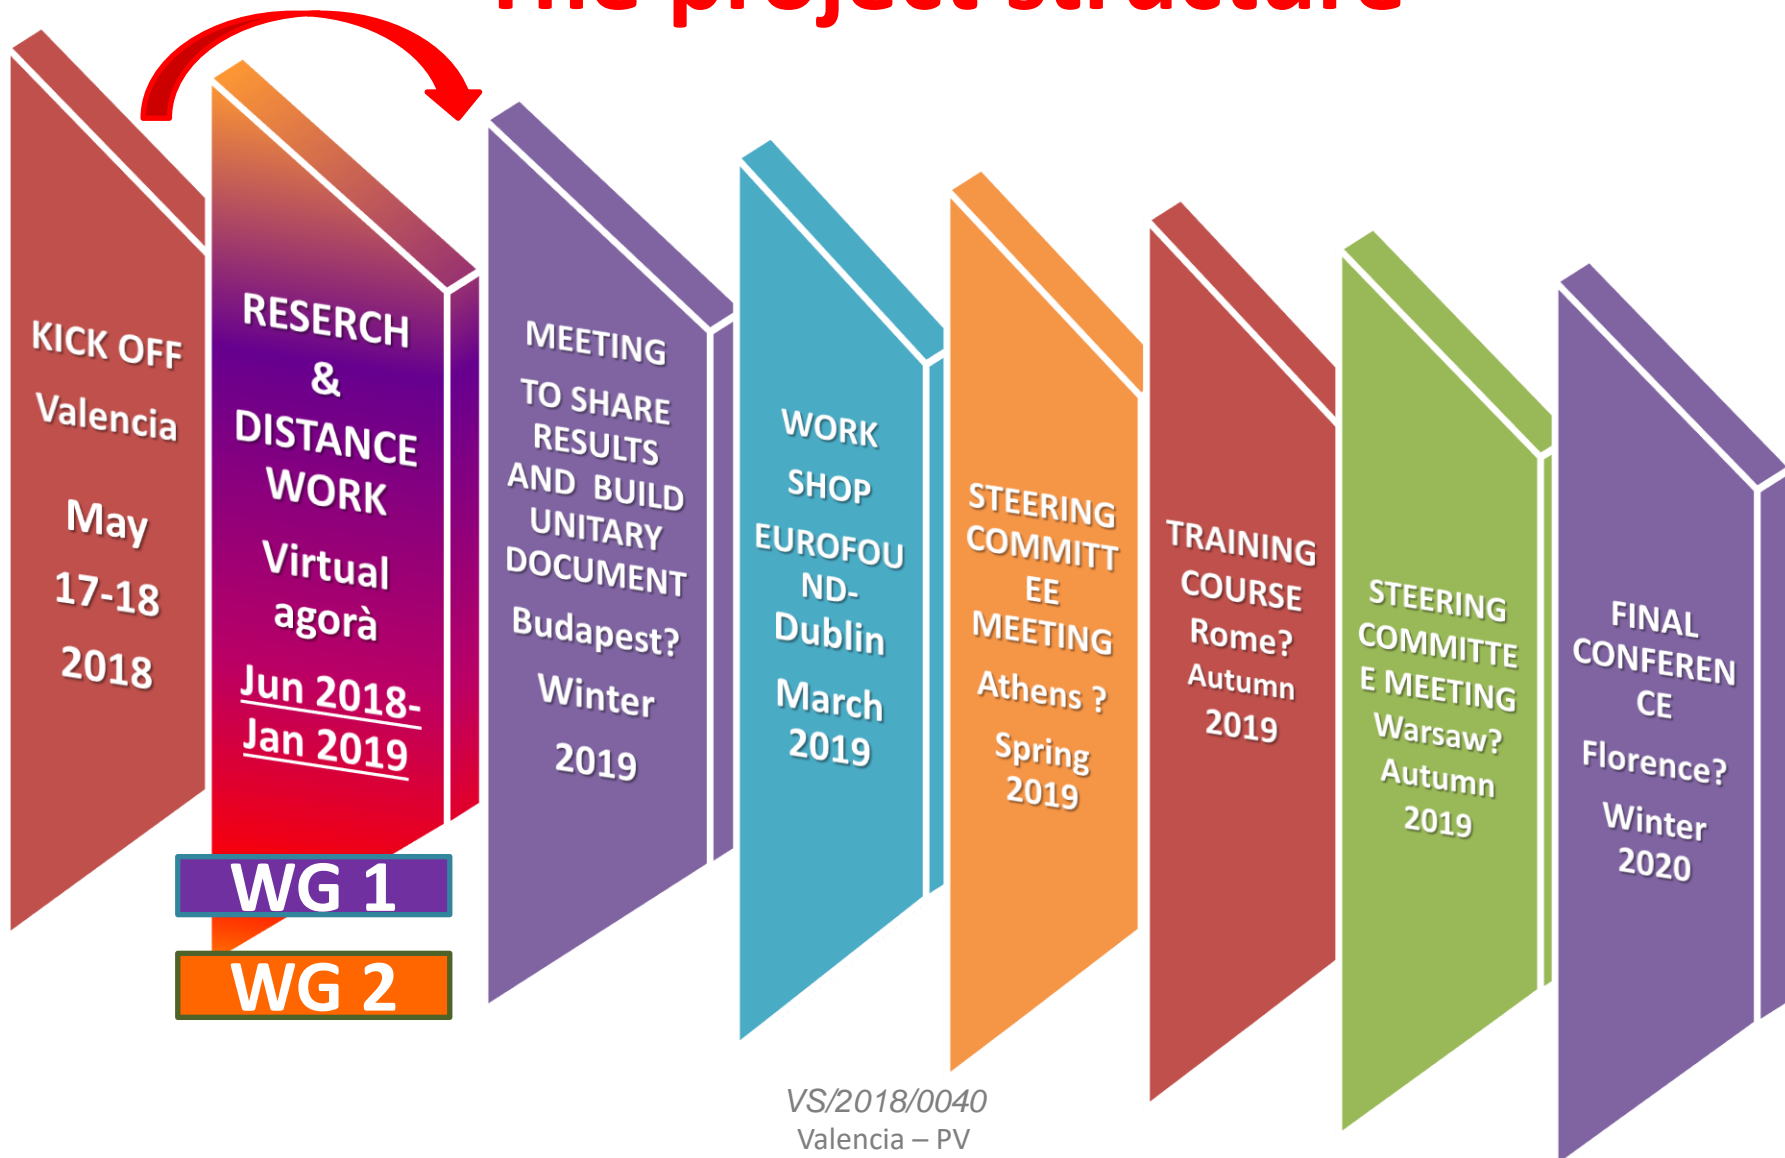 The project structure
KICK OFF
Valencia
May
17-18
2018
RESERCH
&
DISTANCE
WORK
Virtual
agorà
Jun 2018-
Jan 2019
WG 1
WG 2
MEETING
TO SHARE
RESULTS
AND BUILD
UNITARY
DOCUMENT
Budapest?
Winter
2019
WORK
SHOP
EUROFOU
ND-
Dublin
March
2019
STEERING
COMMITT
EE
MEETING
Athens ?
Spring
2019
TRAINING
COURSE
Rome?
Autumn
2019
STEERING
COMMITTE
E MEETING
Warsaw?
Autumn
2019
FINAL
CONFEREN
CE
Florence?
Winter
2020
VS/2018/0040
Valencia – PV